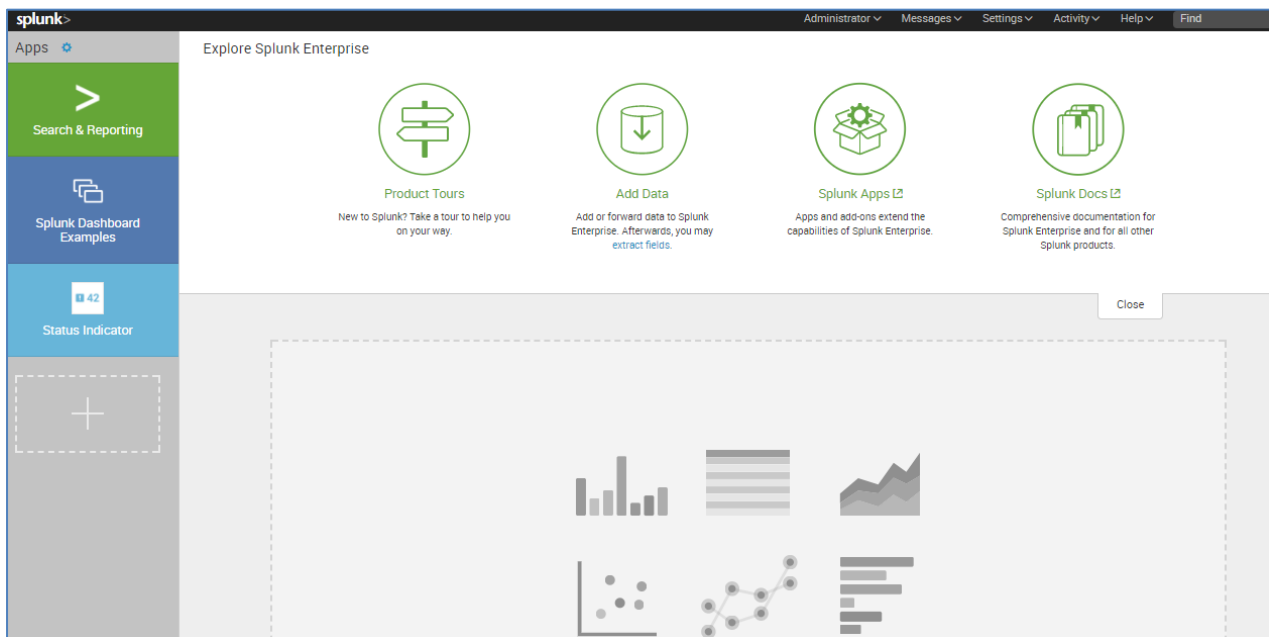 splunk>
Administrator Messages Settings Activity Help Find
Apps
Explore Splunk Enterprise
Search & Reporting
Splunk Dashboard
Examples
42
Status Indicator
Product Tours
New to Splunk? Take a tour to help you
on your way.
Add Data
Add or forward data to Splunk
Enterprise. Afterwards, you may
extract fields.
Splunk Apps
Apps and add-ons extend the
capabilities of Splunk Enterprise.
Splunk Docs
Comprehensive documentation for
Splunk Enterprise and for all other
Splunk products.
Close